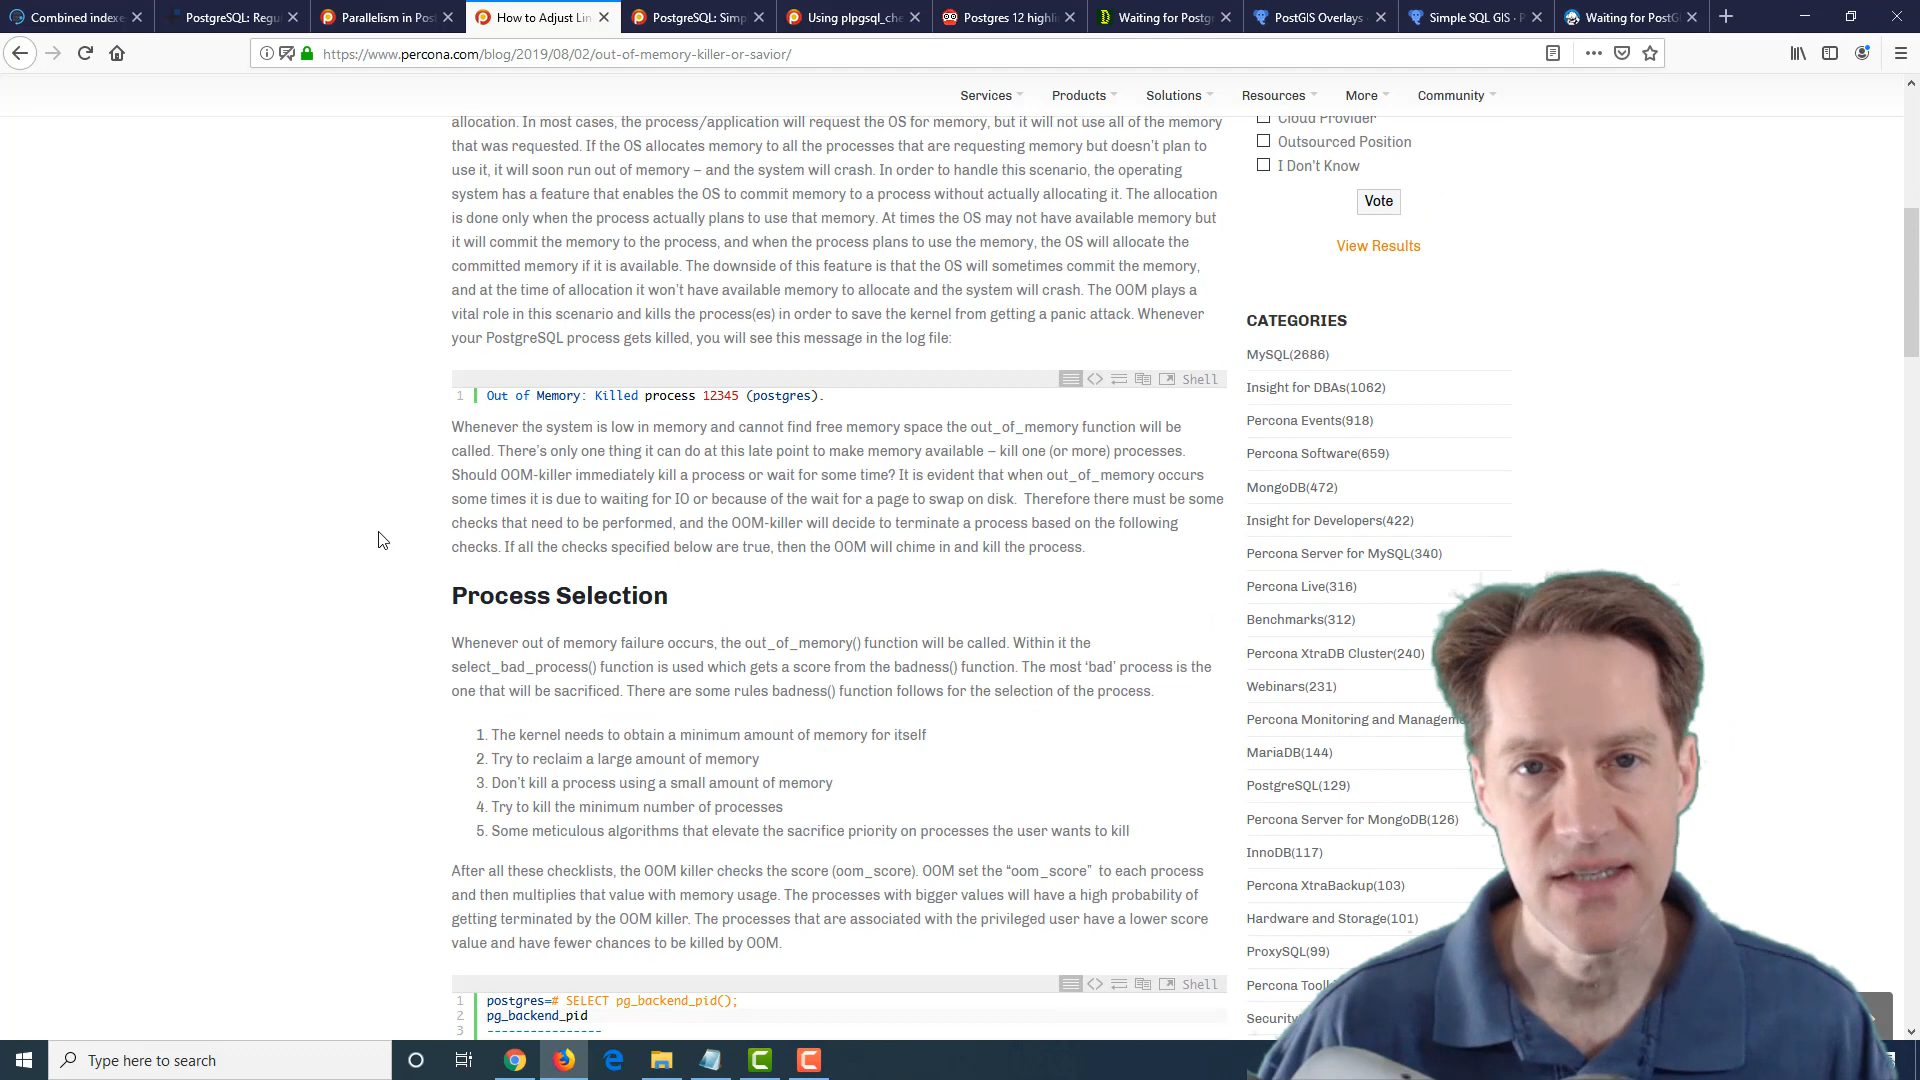 Combined indexe
PostgreSQL: Regu
Parallelism in Post
How to Adjust Lin
PostgreSQL: Simp
Using plpgsql_che
Postgres 12 highli
Waiting for Postgr
PostGIS Overlays
Simple SQL GIS · P
Waiting for PostG
https://www.percona.com/blog/2019/08/02/out-of-memory-killer-or-savior/
Services
Products
Solutions
Resources
More
Community
allocation. In most cases, the process/application will request the OS for memory, but it will not use all of the memory
that was requested. If the OS allocates memory to all the processes that are requesting memory but doesn't plan to
use it, it will soon run out of memory – and the system will crash. In order to handle this scenario, the operating
system has a feature that enables the OS to commit memory to a process without actually allocating it. The allocation
is done only when the process actually plans to use that memory. At times the OS may not have available memory but
it will commit the memory to the process, and when the process plans to use the memory, the OS will allocate the
committed memory if it is available. The downside of this feature is that the OS will sometimes commit the memory,
and at the time of allocation it won't have available memory to allocate and the system will crash. The OOM plays a
vital role in this scenario and kills the process(es) in order to save the kernel from getting a panic attack. Whenever
your PostgreSQL process gets killed, you will see this message in the log file:
Shell
1 Out of Memory: Killed process 12345 (postgres).
Whenever the system is low in memory and cannot find free memory space the out_of_memory function will be
called. There's only one thing it can do at this late point to make memory available – kill one (or more) processes.
Should OOM-killer immediately kill a process or wait for some time? It is evident that when out_of_memory occurs
some times it is due to waiting for IO or because of the wait for a page to swap on disk.  Therefore there must be some
checks that need to be performed, and the OOM-killer will decide to terminate a process based on the following
checks. If all the checks specified below are true, then the OOM will chime in and kill the process.
Process Selection
Whenever out of memory failure occurs, the out_of_memory() function will be called. Within it the
select_bad_process() function is used which gets a score from the badness() function. The most 'bad' process is the
one that will be sacrificed. There are some rules badness() function follows for the selection of the process.
1. The kernel needs to obtain a minimum amount of memory for itself
2. Try to reclaim a large amount of memory
3. Don't kill a process using a small amount of memory
4. Try to kill the minimum number of processes
5. Some meticulous algorithms that elevate the sacrifice priority on processes the user wants to kill
After all these checklists, the OOM killer checks the score (oom_score). OOM set the “oom_score”  to each process
and then multiplies that value with memory usage. The processes with bigger values will have a high probability of
getting terminated by the OOM killer. The processes that are associated with the privileged user have a lower score
value and have fewer chances to be killed by OOM.
Shell
1 postgres=# SELECT pg_backend_pid();
2 pg_backend_pid
3 ----------------
Cloud Provider
Outsourced Position
I Don't Know
Vote
View Results
CATEGORIES
MySQL(2686)
Insight for DBAs(1062)
Percona Events(918)
Percona Software(659)
MongoDB(472)
Insight for Developers(422)
Percona Server for MySQL(340)
Percona Live(316)
Benchmarks(312)
Percona XtraDB Cluster(240)
Webinars(231)
Percona Monitoring and Manageme
MariaDB(144)
PostgreSQL(129)
Percona Server for MongoDB(126)
InnoDB(117)
Percona XtraBackup(103)
Hardware and Storage(101)
ProxySQL(99)
Percona Toolk
Security
Type here to search